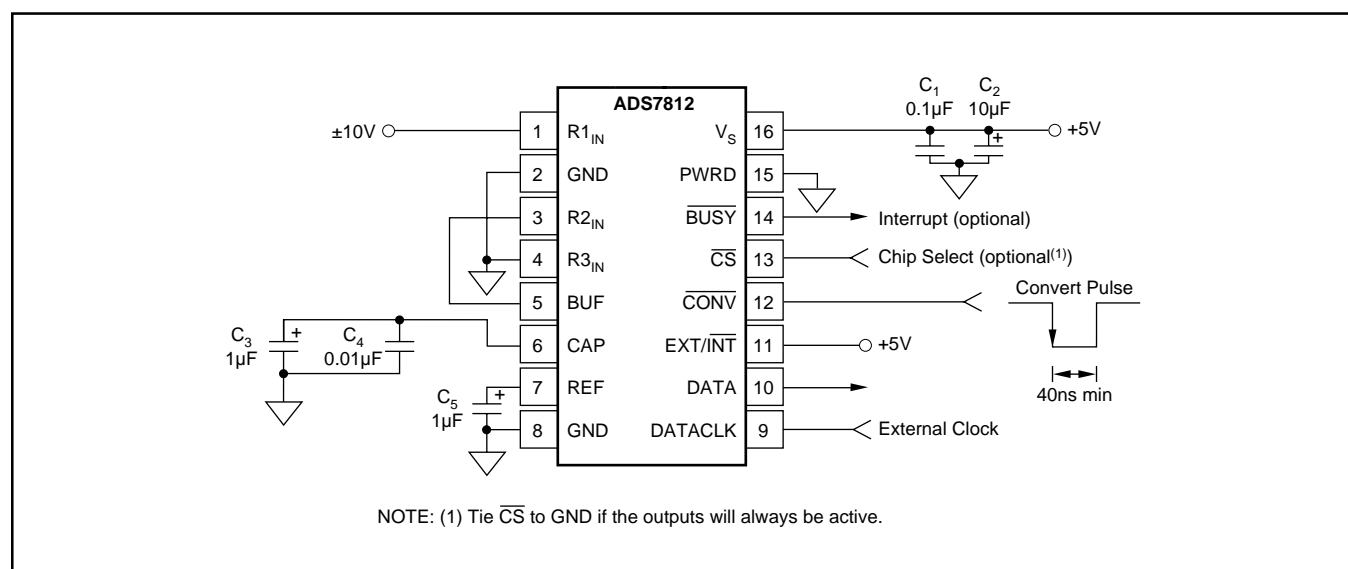 ADS7812
±10V
1 R1IN
2 GND
3 R2IN
4 R3IN
5 BUF
6 CAP
7 REF
8 GND
VS 16
PWRD 15
BUSY 14
CS 13
CONV 12
EXT/INT 11
DATA 10
DATACLK 9
C1
0.1µF
C2
10µF
+
+5V
Interrupt (optional)
Chip Select (optional(1))
Convert Pulse
40ns min
+5V
External Clock
C3
1µF
+
C4
0.01µF
C5
1µF
+
NOTE: (1) Tie CS to GND if the outputs will always be active.